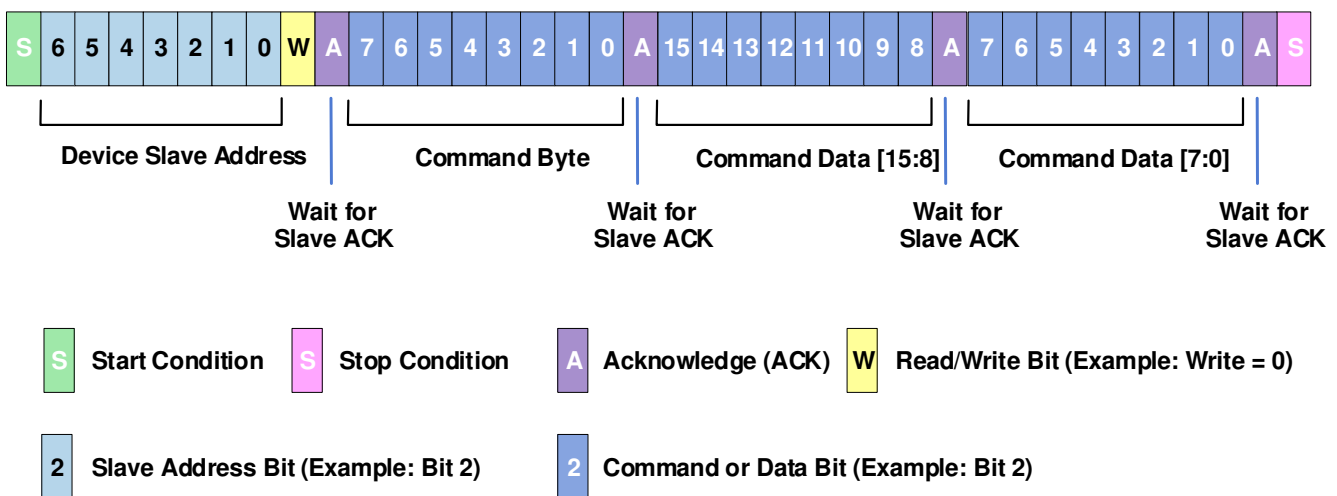 S 6 5 4 3 2 1 0 W A 7 6 5 4 3 2 1 0 A 15 14 13 12 11 10 9 8 A 7 6 5 4 3 2 1 0 A S
Device Slave Address Command Byte Command Data [15:8] Command Data [7:0]
Wait for Wait for Wait for Wait for
Slave ACK Slave ACK Slave ACK Slave ACK
S Start Condition S Stop Condition A Acknowledge (ACK) W Read/Write Bit (Example: Write = 0)
2 Slave Address Bit (Example: Bit 2) 2 Command or Data Bit (Example: Bit 2)